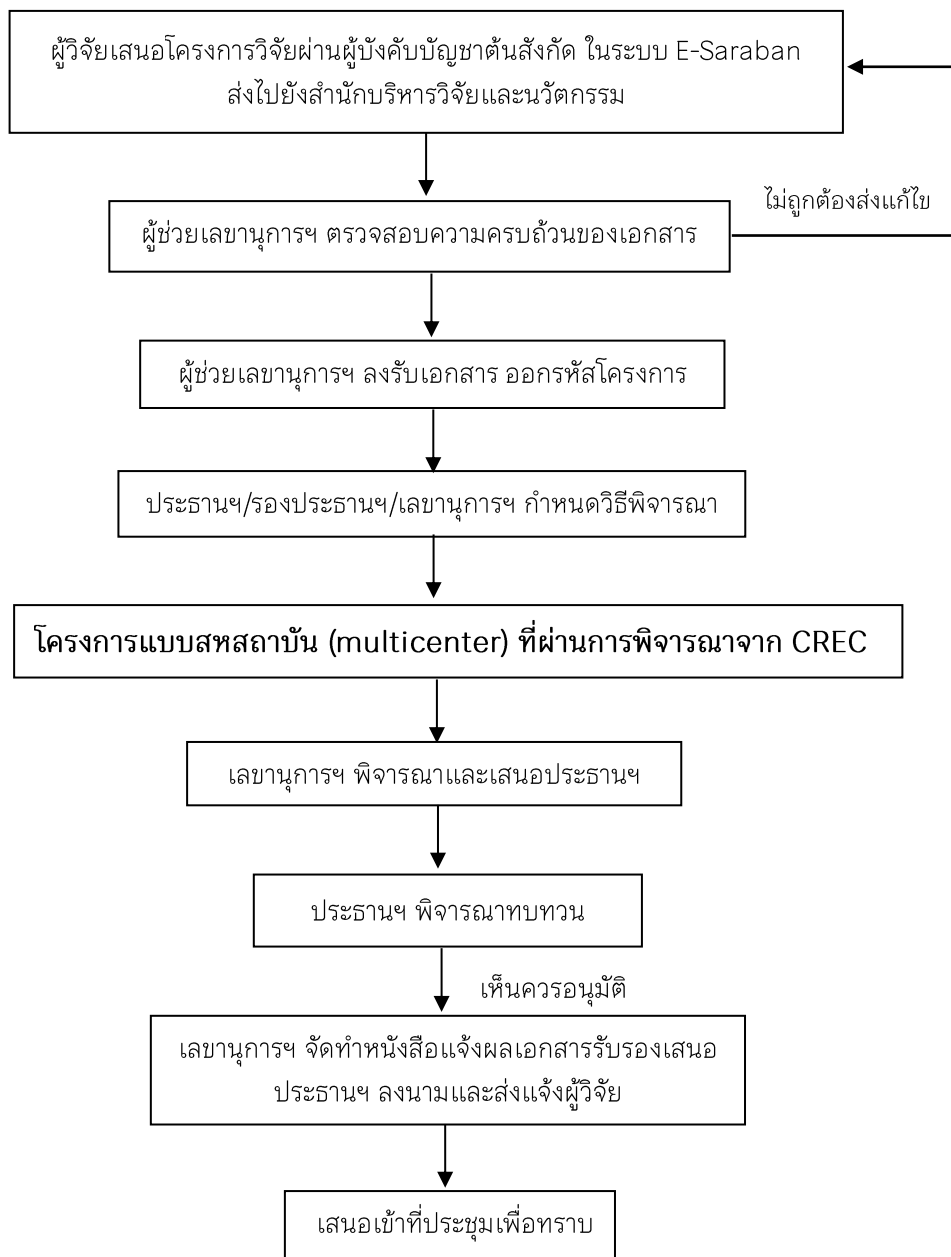 ผู้วิจัยเสนอโครงการวิจัยผ่านผู้บังคับบัญชาต้นสังกัด ในระบบ E-Saraban
ส่งไปยังสำนักบริหารวิจัยและนวัตกรรม
ไม่ถูกต้องส่งแก้ไข
ผู้ช่วยเลขานุการฯ ตรวจสอบความครบถ้วนของเอกสาร
ผู้ช่วยเลขานุการฯ ลงรับเอกสาร ออกรหัสโครงการ
ประธานฯ/รองประธานฯ/เลขานุการฯ กำหนดวิธีพิจารณา
โครงการแบบสหสถาบัน (multicenter) ที่ผ่านการพิจารณาจาก CREC
เลขานุการฯ พิจารณาและเสนอประธานฯ
ประธานฯ พิจารณาทบทวน
เห็นควรอนุมัติ
เลขานุการฯ จัดทำหนังสือแจ้งผลเอกสารรับรองเสนอ
ประธานฯ ลงนามและส่งแจ้งผู้วิจัย
เสนอเข้าที่ประชุมเพื่อทราบ